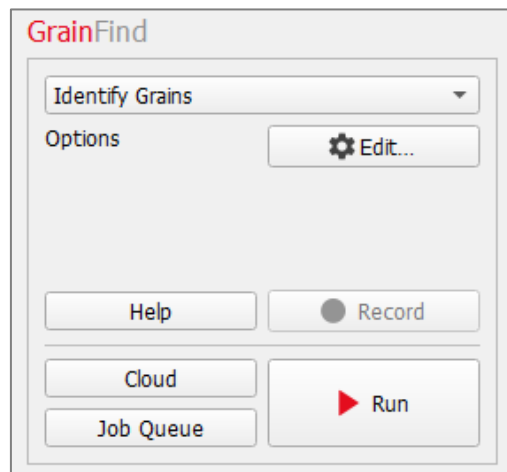 GrainFind
Identify Grains
Options
Edit...
Help
Record
Cloud
Run
Job Queue